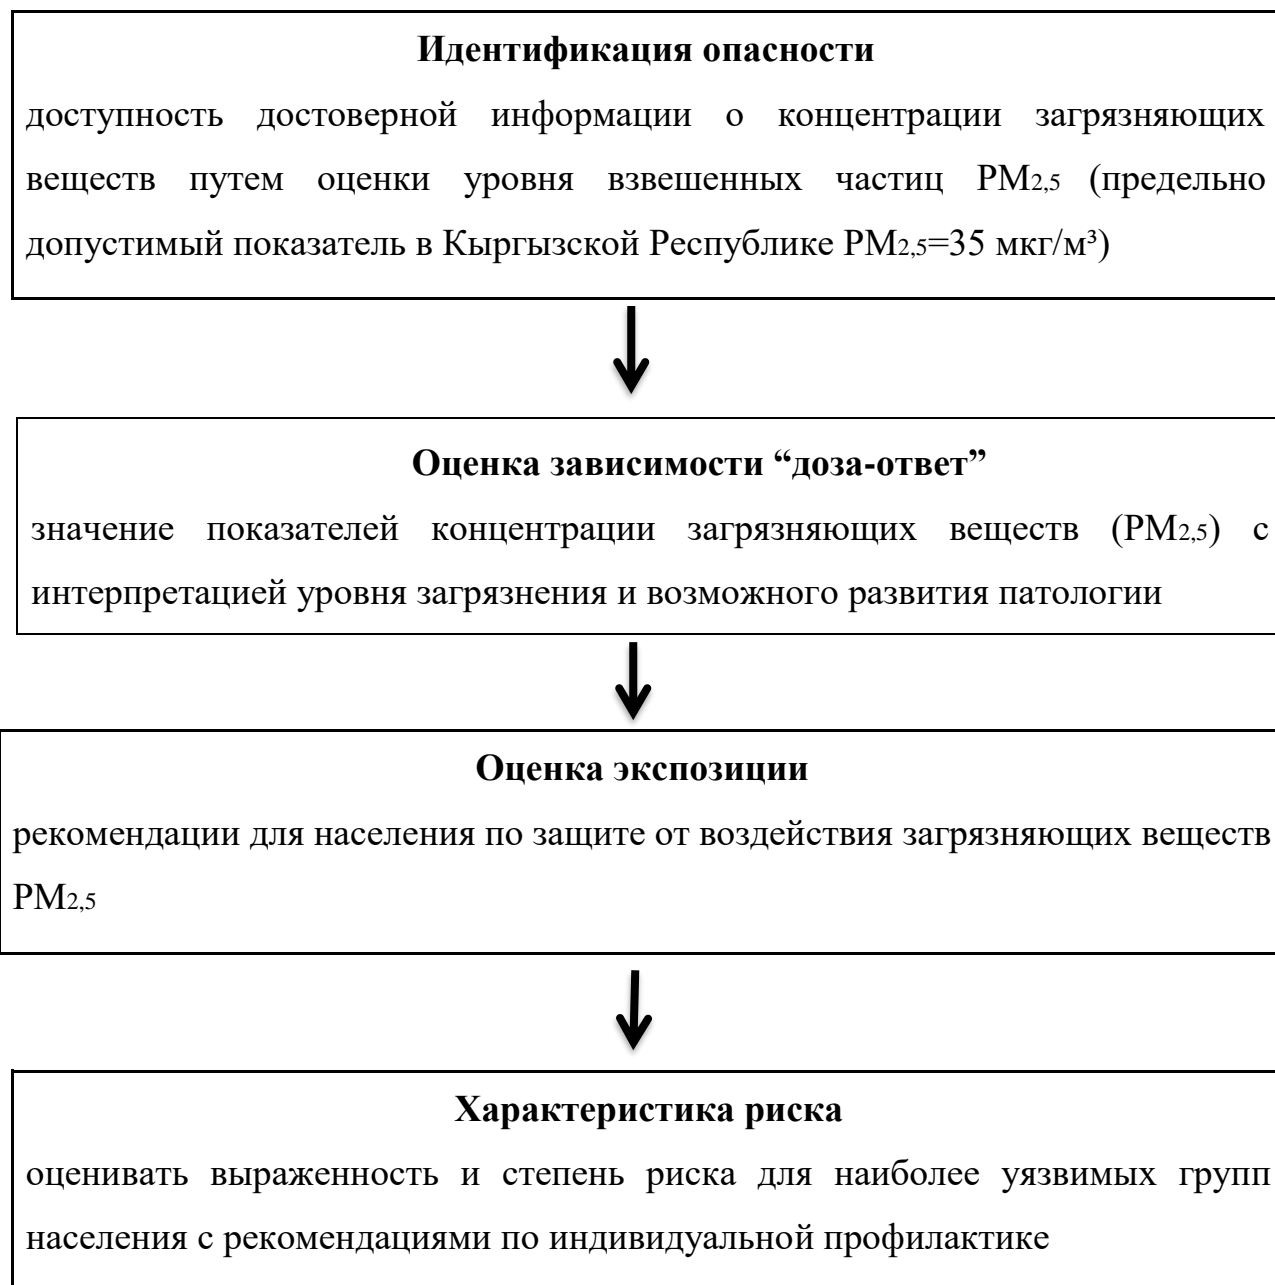 Идентификация опасности
доступность достоверной информации о концентрации загрязняющих
веществ путем оценки уровня взвешенных частиц PM2,5 (предельно
допустимый показатель в Кыргызской Республике PM2,5=35 мкг/м³)
Оценка зависимости “доза-ответ”
значение показателей концентрации загрязняющих веществ (PM2,5) с
интерпретацией уровня загрязнения и возможного развития патологии
Оценка экспозиции
рекомендации для населения по защите от воздействия загрязняющих веществ
PM2,5
Характеристика риска
оценивать выраженность и степень риска для наиболее уязвимых групп
населения с рекомендациями по индивидуальной профилактике